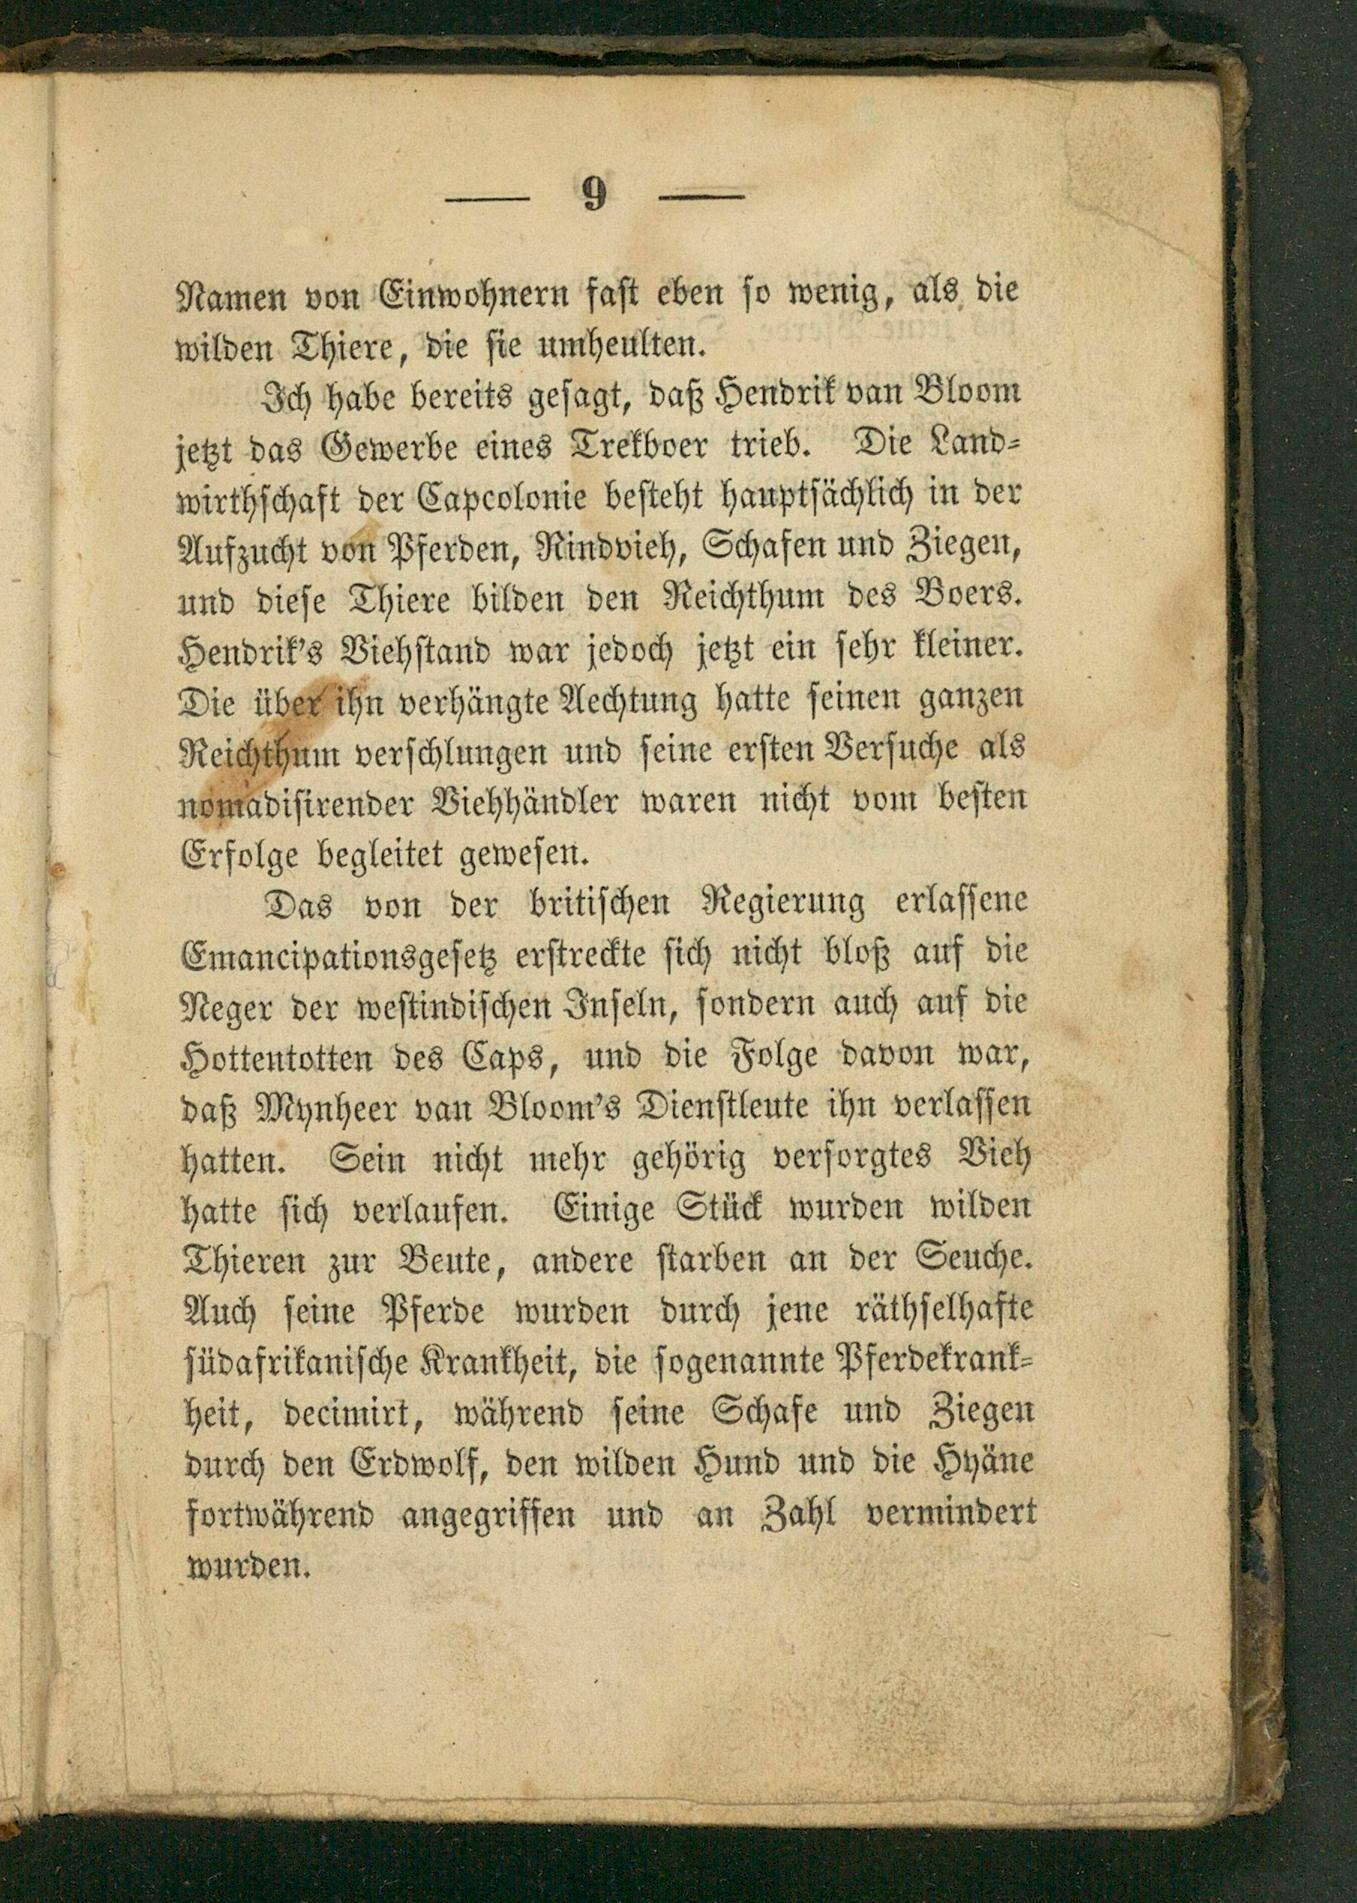 — 9 —
Namen von Einwohnern fast eben so wenig, als die
wilden Thiere, die sie umheulten.
Ich habe bereits gesagt, daß Hendrik van Bloom
jetzt das Gewerbe eines Trekboer trieb. Die Land-
wirthschaft der Capcolonie besteht hauptsächlich in der
Aufzucht von Pferden, Rindvieh, Schafen und Ziegen,
und diese Thiere bilden den Reichthum des Boers.
Hendrik's Viehstand war jedoch jetzt ein sehr kleiner.
Die über ihn verhängte Aechtung hatte seinen ganzen
Reichthum verschlungen und seine ersten Versuche als
nomadisirender Viehhändler waren nicht vom besten
Erfolge begleitet gewesen.
Das von der britischen Regierung erlassene
Emancipationsgesetz erstreckte sich nicht bloß auf die
Neger der westindischen Inseln, sondern auch auf die
Hottentotten des Caps, und die Folge davon war,
daß Mynheer van Bloom's Dienstleute ihn verlassen
hatten. Sein nicht mehr gehörig versorgtes Vieh
hatte sich verlaufen. Einige Stück wurden wilden
Thieren zur Beute, andere starben an der Seuche.
Auch seine Pferde wurden durch jene räthselhafte
südafrikanische Krankheit, die sogenannte Pferdekrank-
heit, decimirt, während seine Schafe und Ziegen
durch den Erdwolf, den wilden Hund und die Hyäne
fortwährend angegriffen und an Zahl vermindert
wurden.